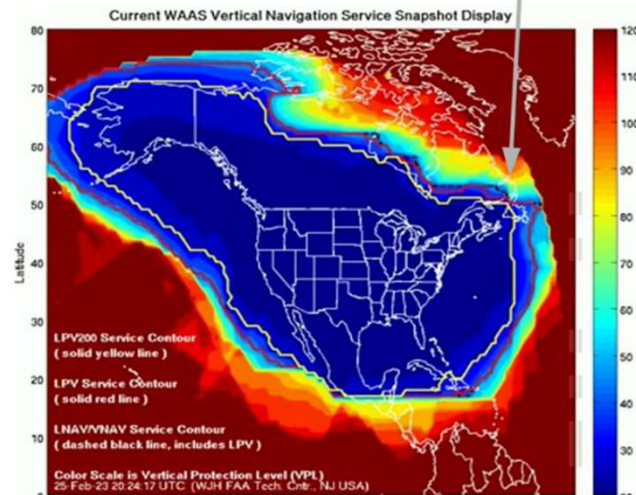 Current WAAS Vertical Navigation Service Snapshot Display
80
70
60
50
40
30
20
10
Latitude
LPV200 Service Contour
( solid yellow line )
LPV Service Contour
( solid red line )
LNAV/VNAV Service Contour
( dashed black line, includes LPV )
Color Scale is Vertical Protection Level (VPL)
25-Feb-23 20:24:17 UTC (WJH FAA Tech. Cntr., NJ USA)
120
110
100
90
80
70
60
50
40
30